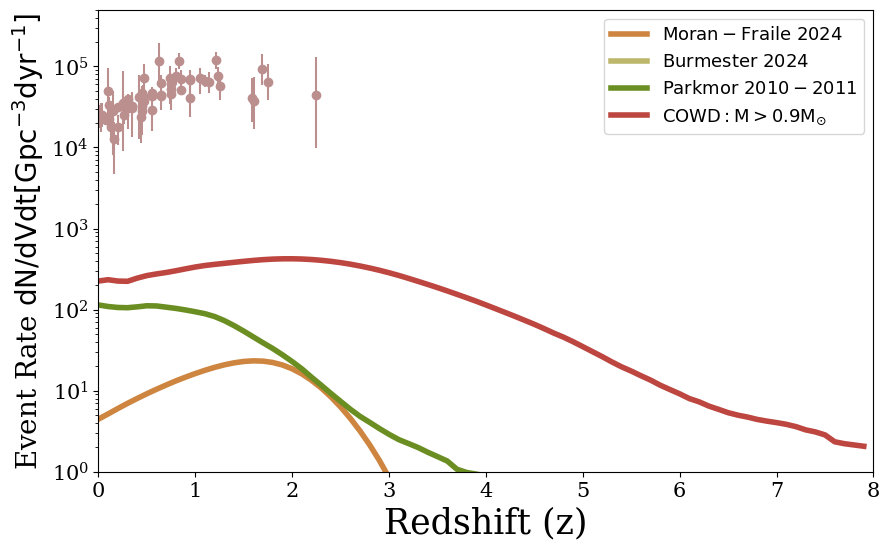 Event Rate dN/dVdt[Gpc⁻³dyr⁻¹]
10⁵
10⁴
10³
10²
10¹
10⁰
0 1 2 3 4 5 6 7 8
Redshift (z)
Moran − Fraile 2024
Burmester 2024
Parkmor 2010 − 2011
COWD : M > 0.9M⊙